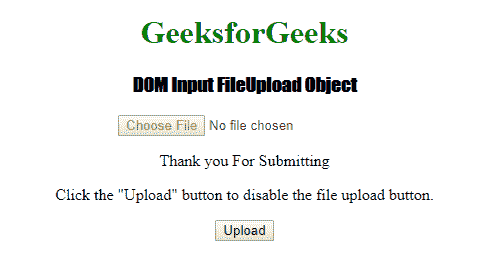 GeeksforGeeks
DOM Input FileUpload Object
Choose File No file chosen
Thank you For Submitting
Click the "Upload" button to disable the file upload button.
Upload